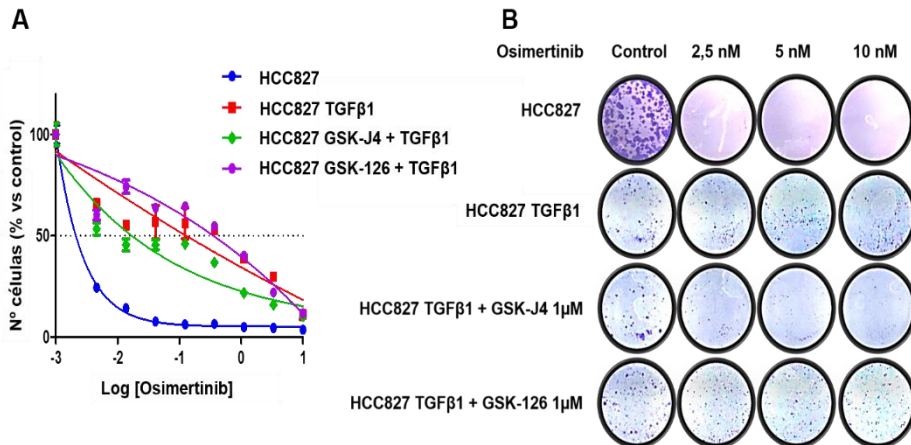 A
HCC827
HCC827 TGFβ1
HCC827 GSK-J4 + TGFβ1
HCC827 GSK-126 + TGFβ1
Nº células (% vs control)
100
50
0
-3
-2
-1
0
1
Log [Osimertinib]
B
Osimertinib Control 2,5 nM 5 nM 10 nM
HCC827
HCC827 TGFβ1
HCC827 TGFβ1 + GSK-J4 1µM
HCC827 TGFβ1 + GSK-126 1µM